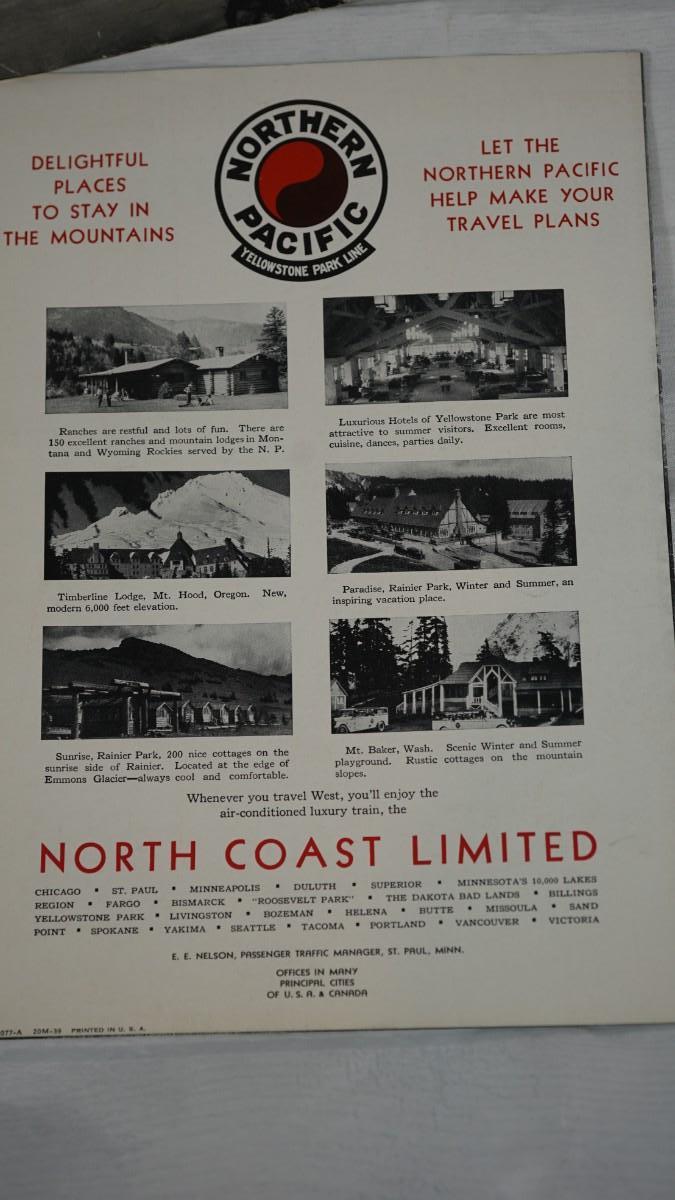 DELIGHTFUL
PLACES
TO STAY IN
THE MOUNTAINS
NORTHERN
PACIFIC
YELLOWSTONE PARK LINE
LET THE
NORTHERN PACIFIC
HELP MAKE YOUR
TRAVEL PLANS
Ranches are restful and lots of fun. There are
150 excellent ranches and mountain lodges in Mon-
tana and Wyoming Rockies served by the N. P.
Luxurious Hotels of Yellowstone Park are most
attractive to summer visitors. Excellent rooms,
cuisine, dances, parties daily.
Timberline Lodge, Mt. Hood, Oregon. New,
modern 6,000 feet elevation.
Paradise, Rainier Park, Winter and Summer, an
inspiring vacation place.
Sunrise, Rainier Park, 200 nice cottages on the
sunrise side of Rainier. Located at the edge of
Emmons Glacier—always cool and comfortable.
Mt. Baker, Wash. Scenic Winter and Summer
playground. Rustic cottages on the mountain
slopes.
Whenever you travel West, you'll enjoy the
air-conditioned luxury train, the
NORTH COAST LIMITED
CHICAGO • ST. PAUL • MINNEAPOLIS • DULUTH • SUPERIOR • MINNESOTA'S 10,000 LAKES
REGION • FARGO • BISMARCK • "ROOSEVELT PARK" • THE DAKOTA BAD LANDS • BILLINGS
YELLOWSTONE PARK • LIVINGSTON • BOZEMAN • HELENA • BUTTE • MISSOULA • SAND
POINT • SPOKANE • YAKIMA • SEATTLE • TACOMA • PORTLAND • VANCOUVER • VICTORIA
E. E. NELSON, PASSENGER TRAFFIC MANAGER, ST. PAUL, MINN.
OFFICES IN MANY
PRINCIPAL CITIES
OF U. S. A. & CANADA
077-A 20M-39 PRINTED IN U. S. A.